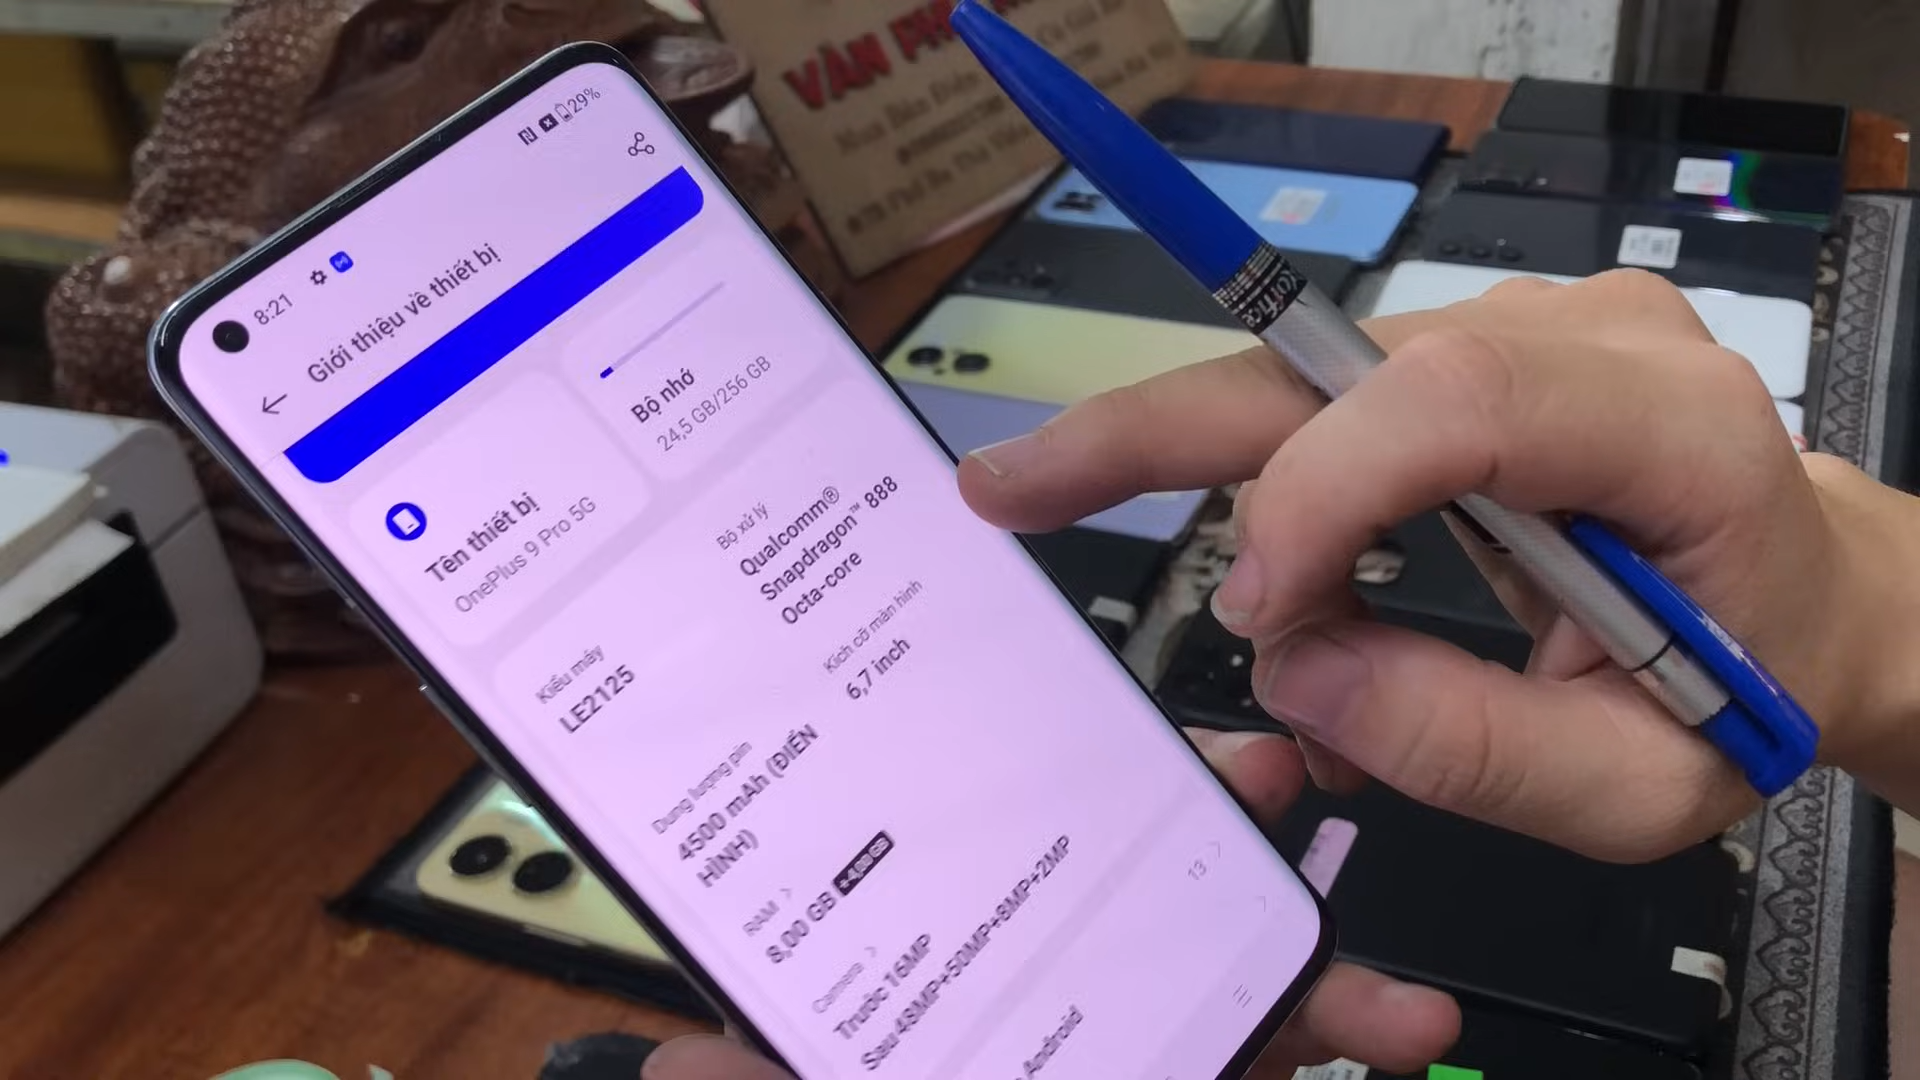 8:21
29%
Giới thiệu về thiết bị
Tên thiết bị
OnePlus 9 Pro 5G
Bộ nhớ
24,5 GB/256 GB
Kiểu máy
LE2125
Bộ xử lý
Qualcomm®
Snapdragon™ 888
Octa-core
Dung lượng pin
4500 mAh (ĐIỂN
HÌNH)
Kích cỡ màn hình
6,7 inch
RAM
8,00 GB +4,00 GB
Camera
Trước 16MP
Sau 48MP+50MP+8MP+2MP
Android
13
VĂN
Xoffice